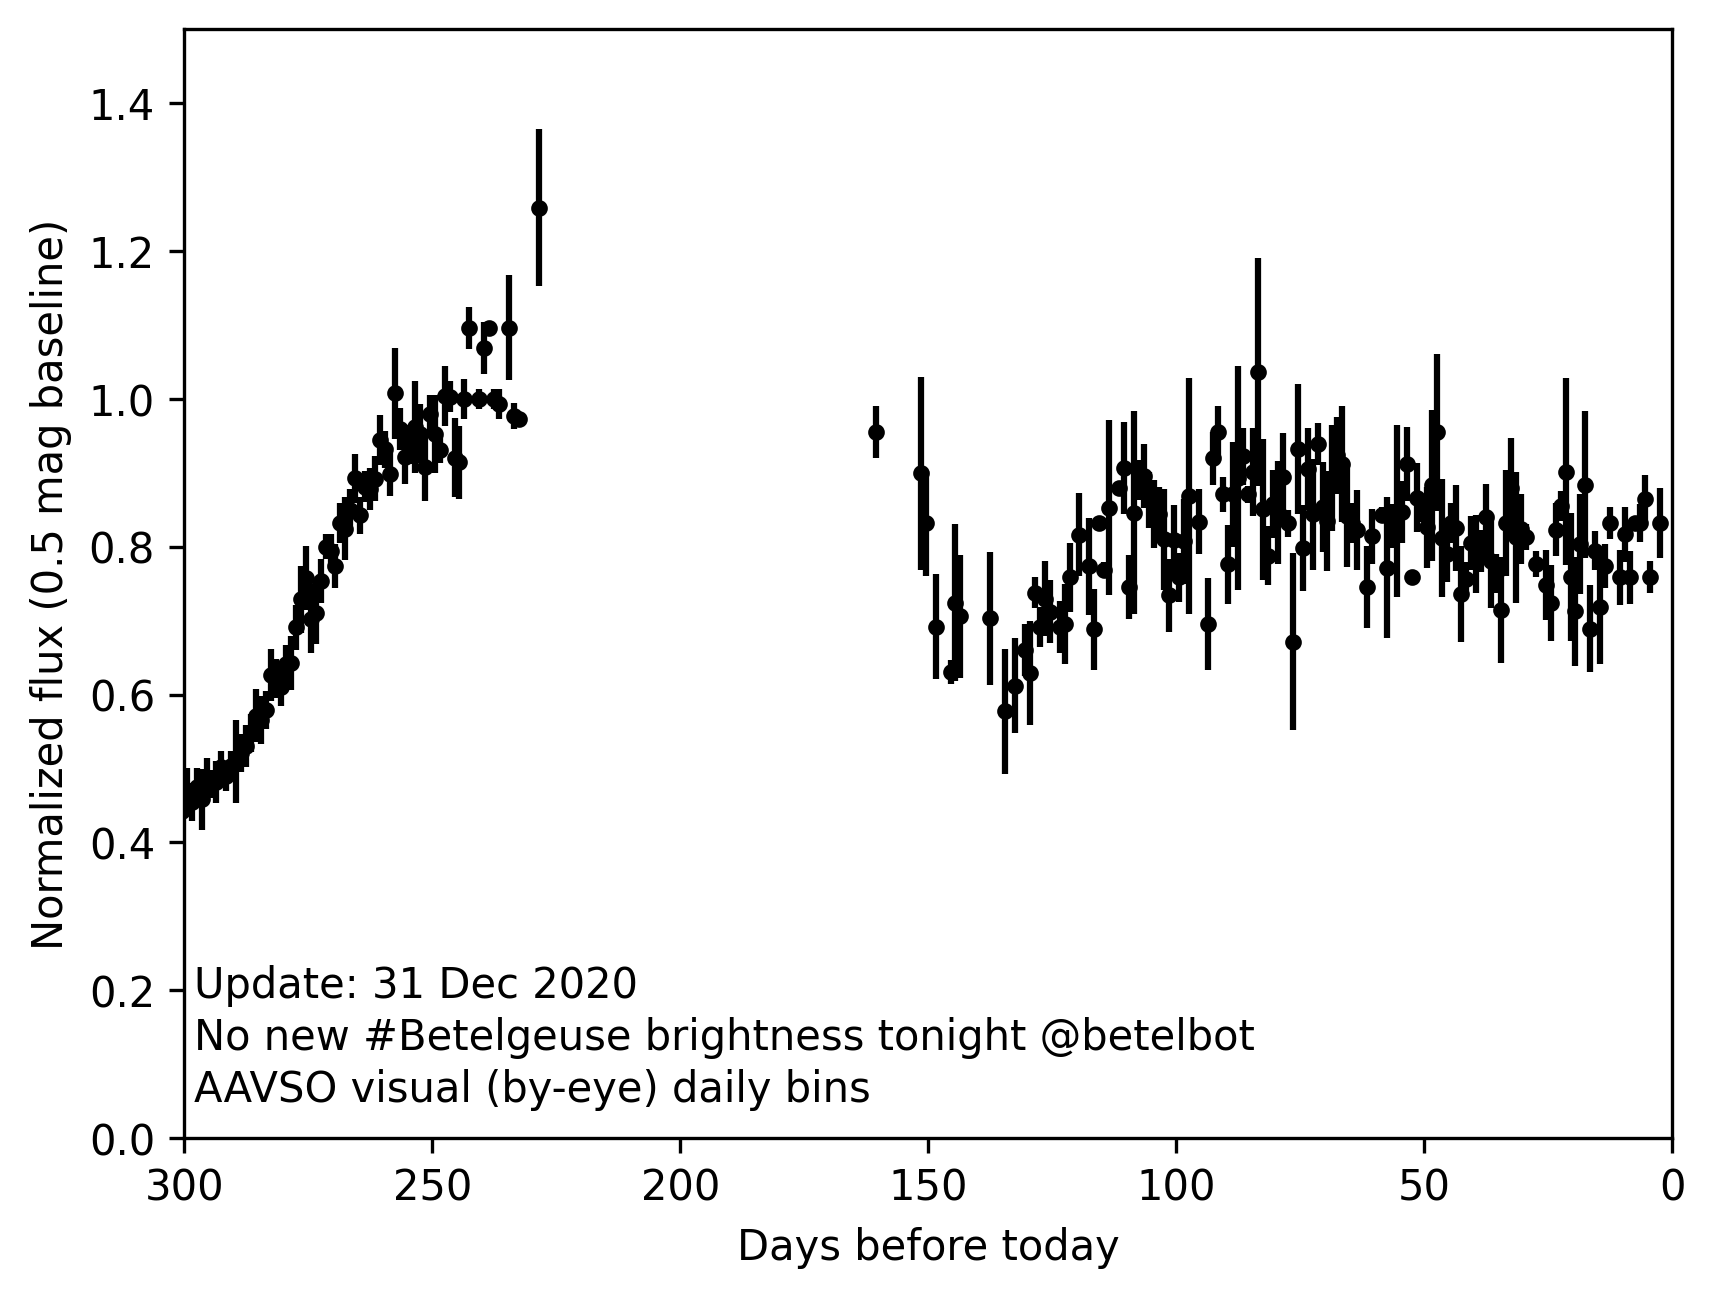 1.4
1.2
1.0
0.8
0.6
0.4
0.2
0.0
Normalized flux (0.5 mag baseline)
Update: 31 Dec 2020
No new #Betelgeuse brightness tonight @betelbot
AAVSO visual (by-eye) daily bins
300 250 200 150 100 50 0
Days before today